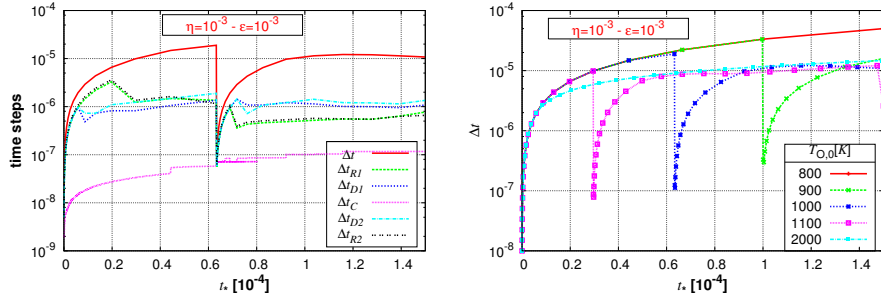 η=10⁻³ - ε=10⁻³
10⁻⁴
10⁻⁵
10⁻⁶
10⁻⁷
10⁻⁸
10⁻⁹
time steps
Δt
Δt_R1
Δt_D1
Δt_C
Δt_D2
Δt_R2
0 0.2 0.4 0.6 0.8 1 1.2 1.4
t⋆ [10⁻⁴]
η=10⁻³ - ε=10⁻³
10⁻⁴
10⁻⁵
10⁻⁶
10⁻⁷
10⁻⁸
Δt
T_O,0[K]
800
900
1000
1100
2000
0 0.2 0.4 0.6 0.8 1 1.2 1.4
t⋆ [10⁻⁴]